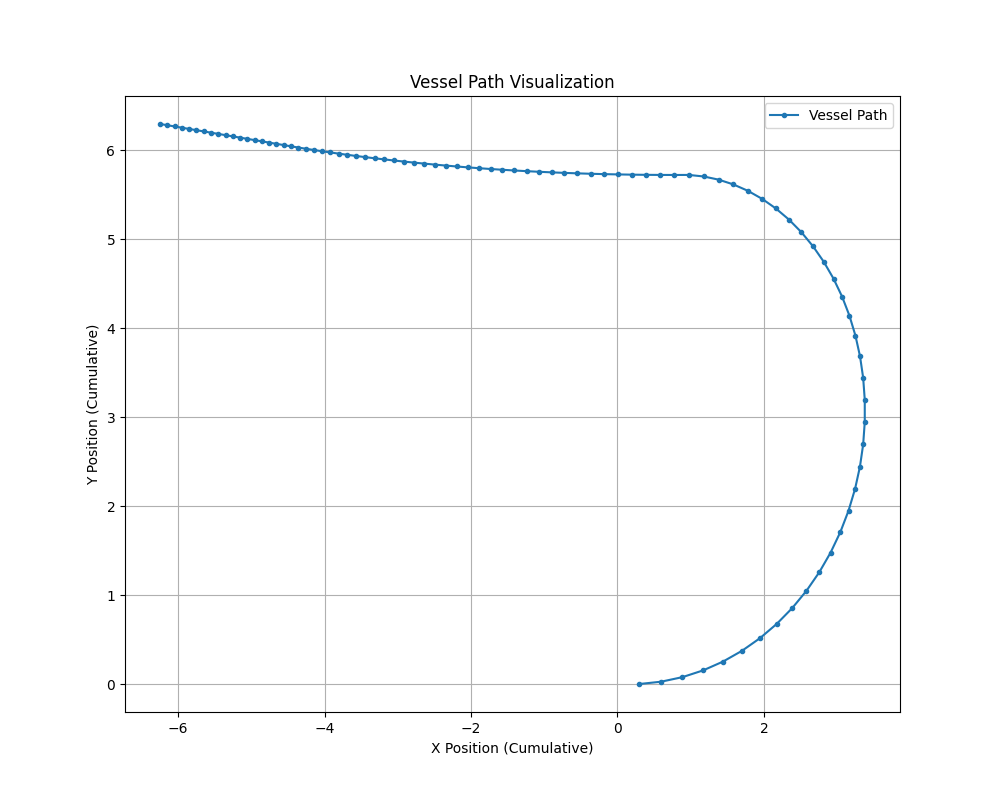 Vessel Path Visualization
Vessel Path
6
5
4
3
2
1
0
Y Position (Cumulative)
−6 −4 −2 0 2
X Position (Cumulative)